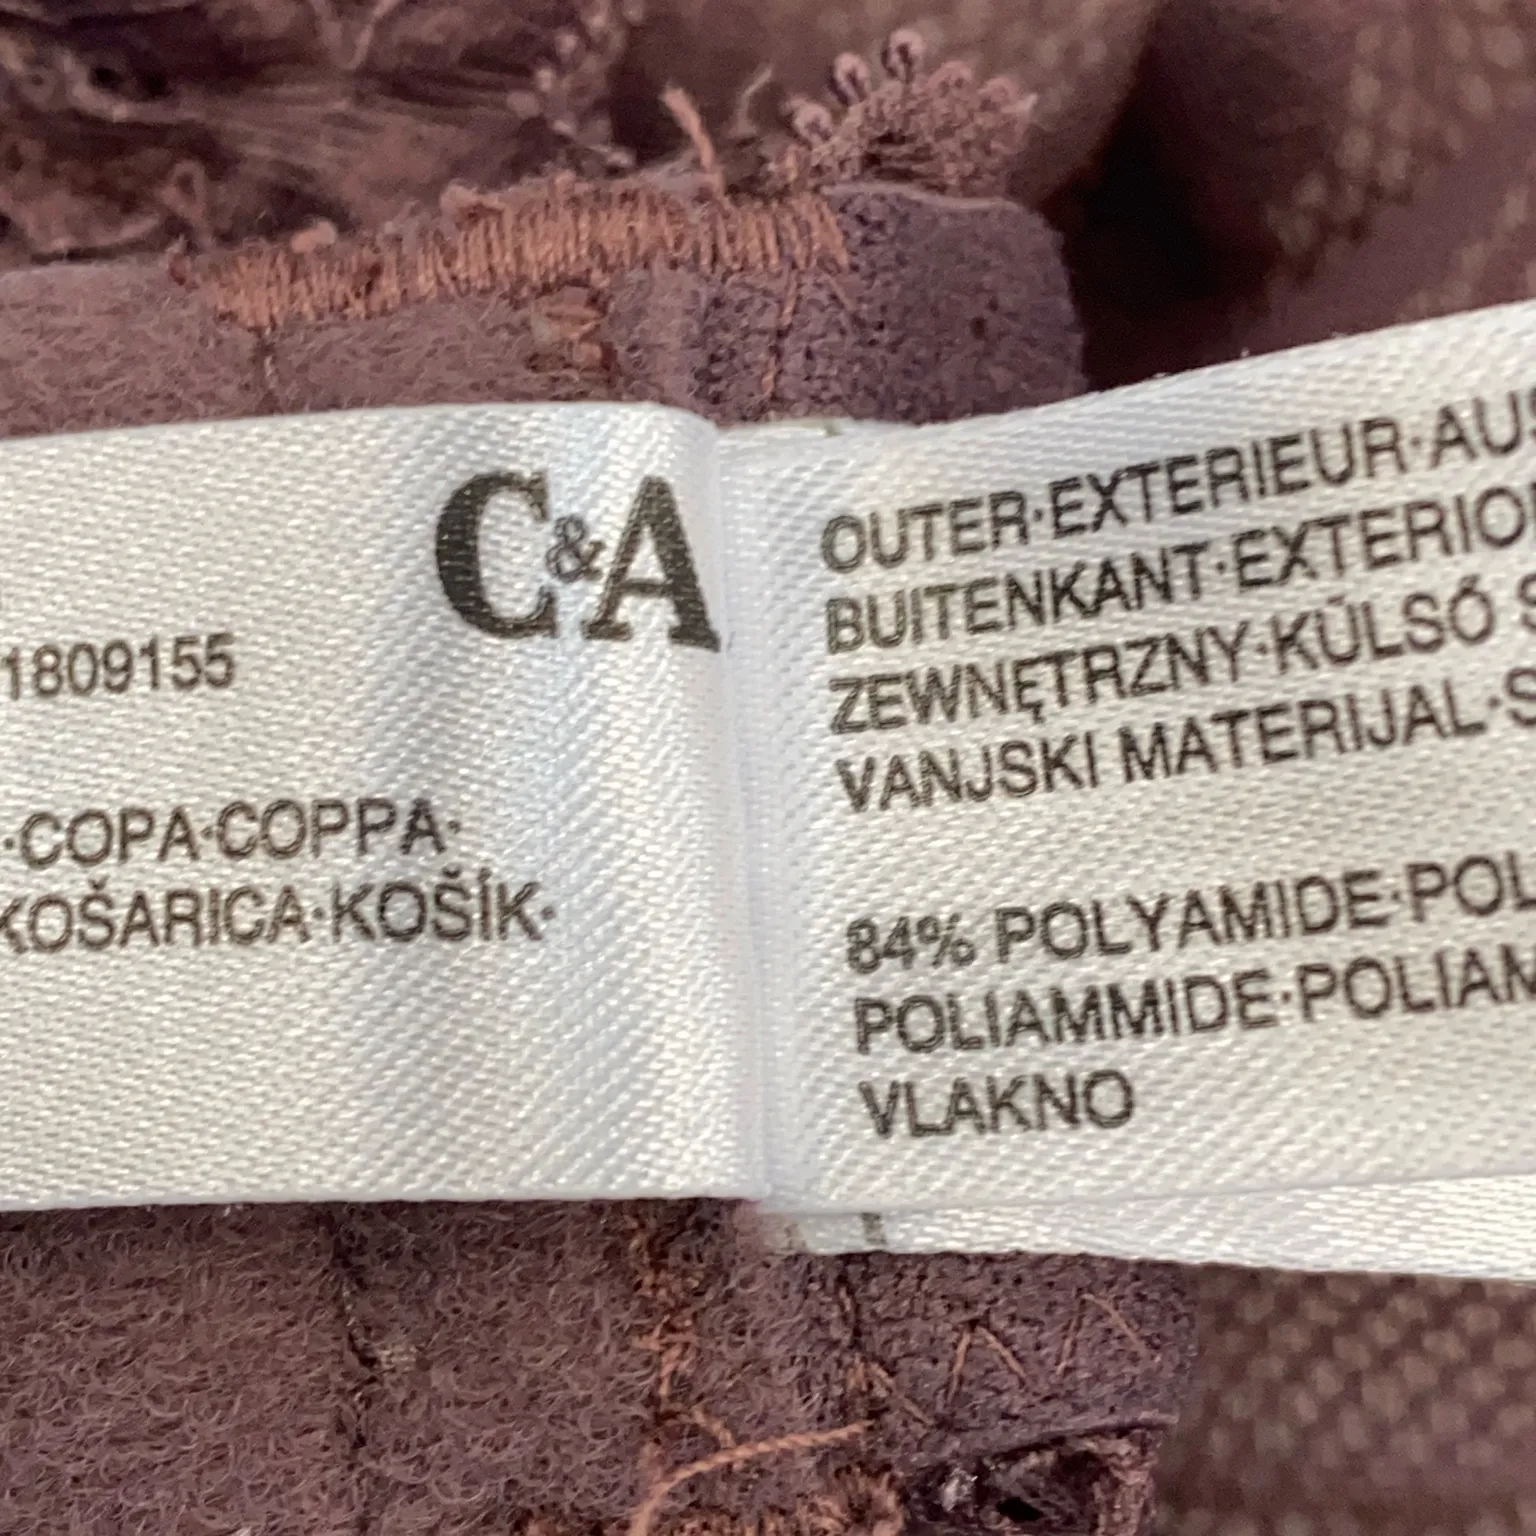 C&A
1809155
·COPA·COPPA·
KOŠARICA·KOŠÍK·
OUTER·EXTERIEUR·AU
BUITENKANT·EXTERIO
ZEWNĘTRZNY·KÜLSŐ S
VANJSKI MATERIJAL·S
84% POLYAMIDE·POL
POLIAMMIDE·POLIAM
VLAKNO